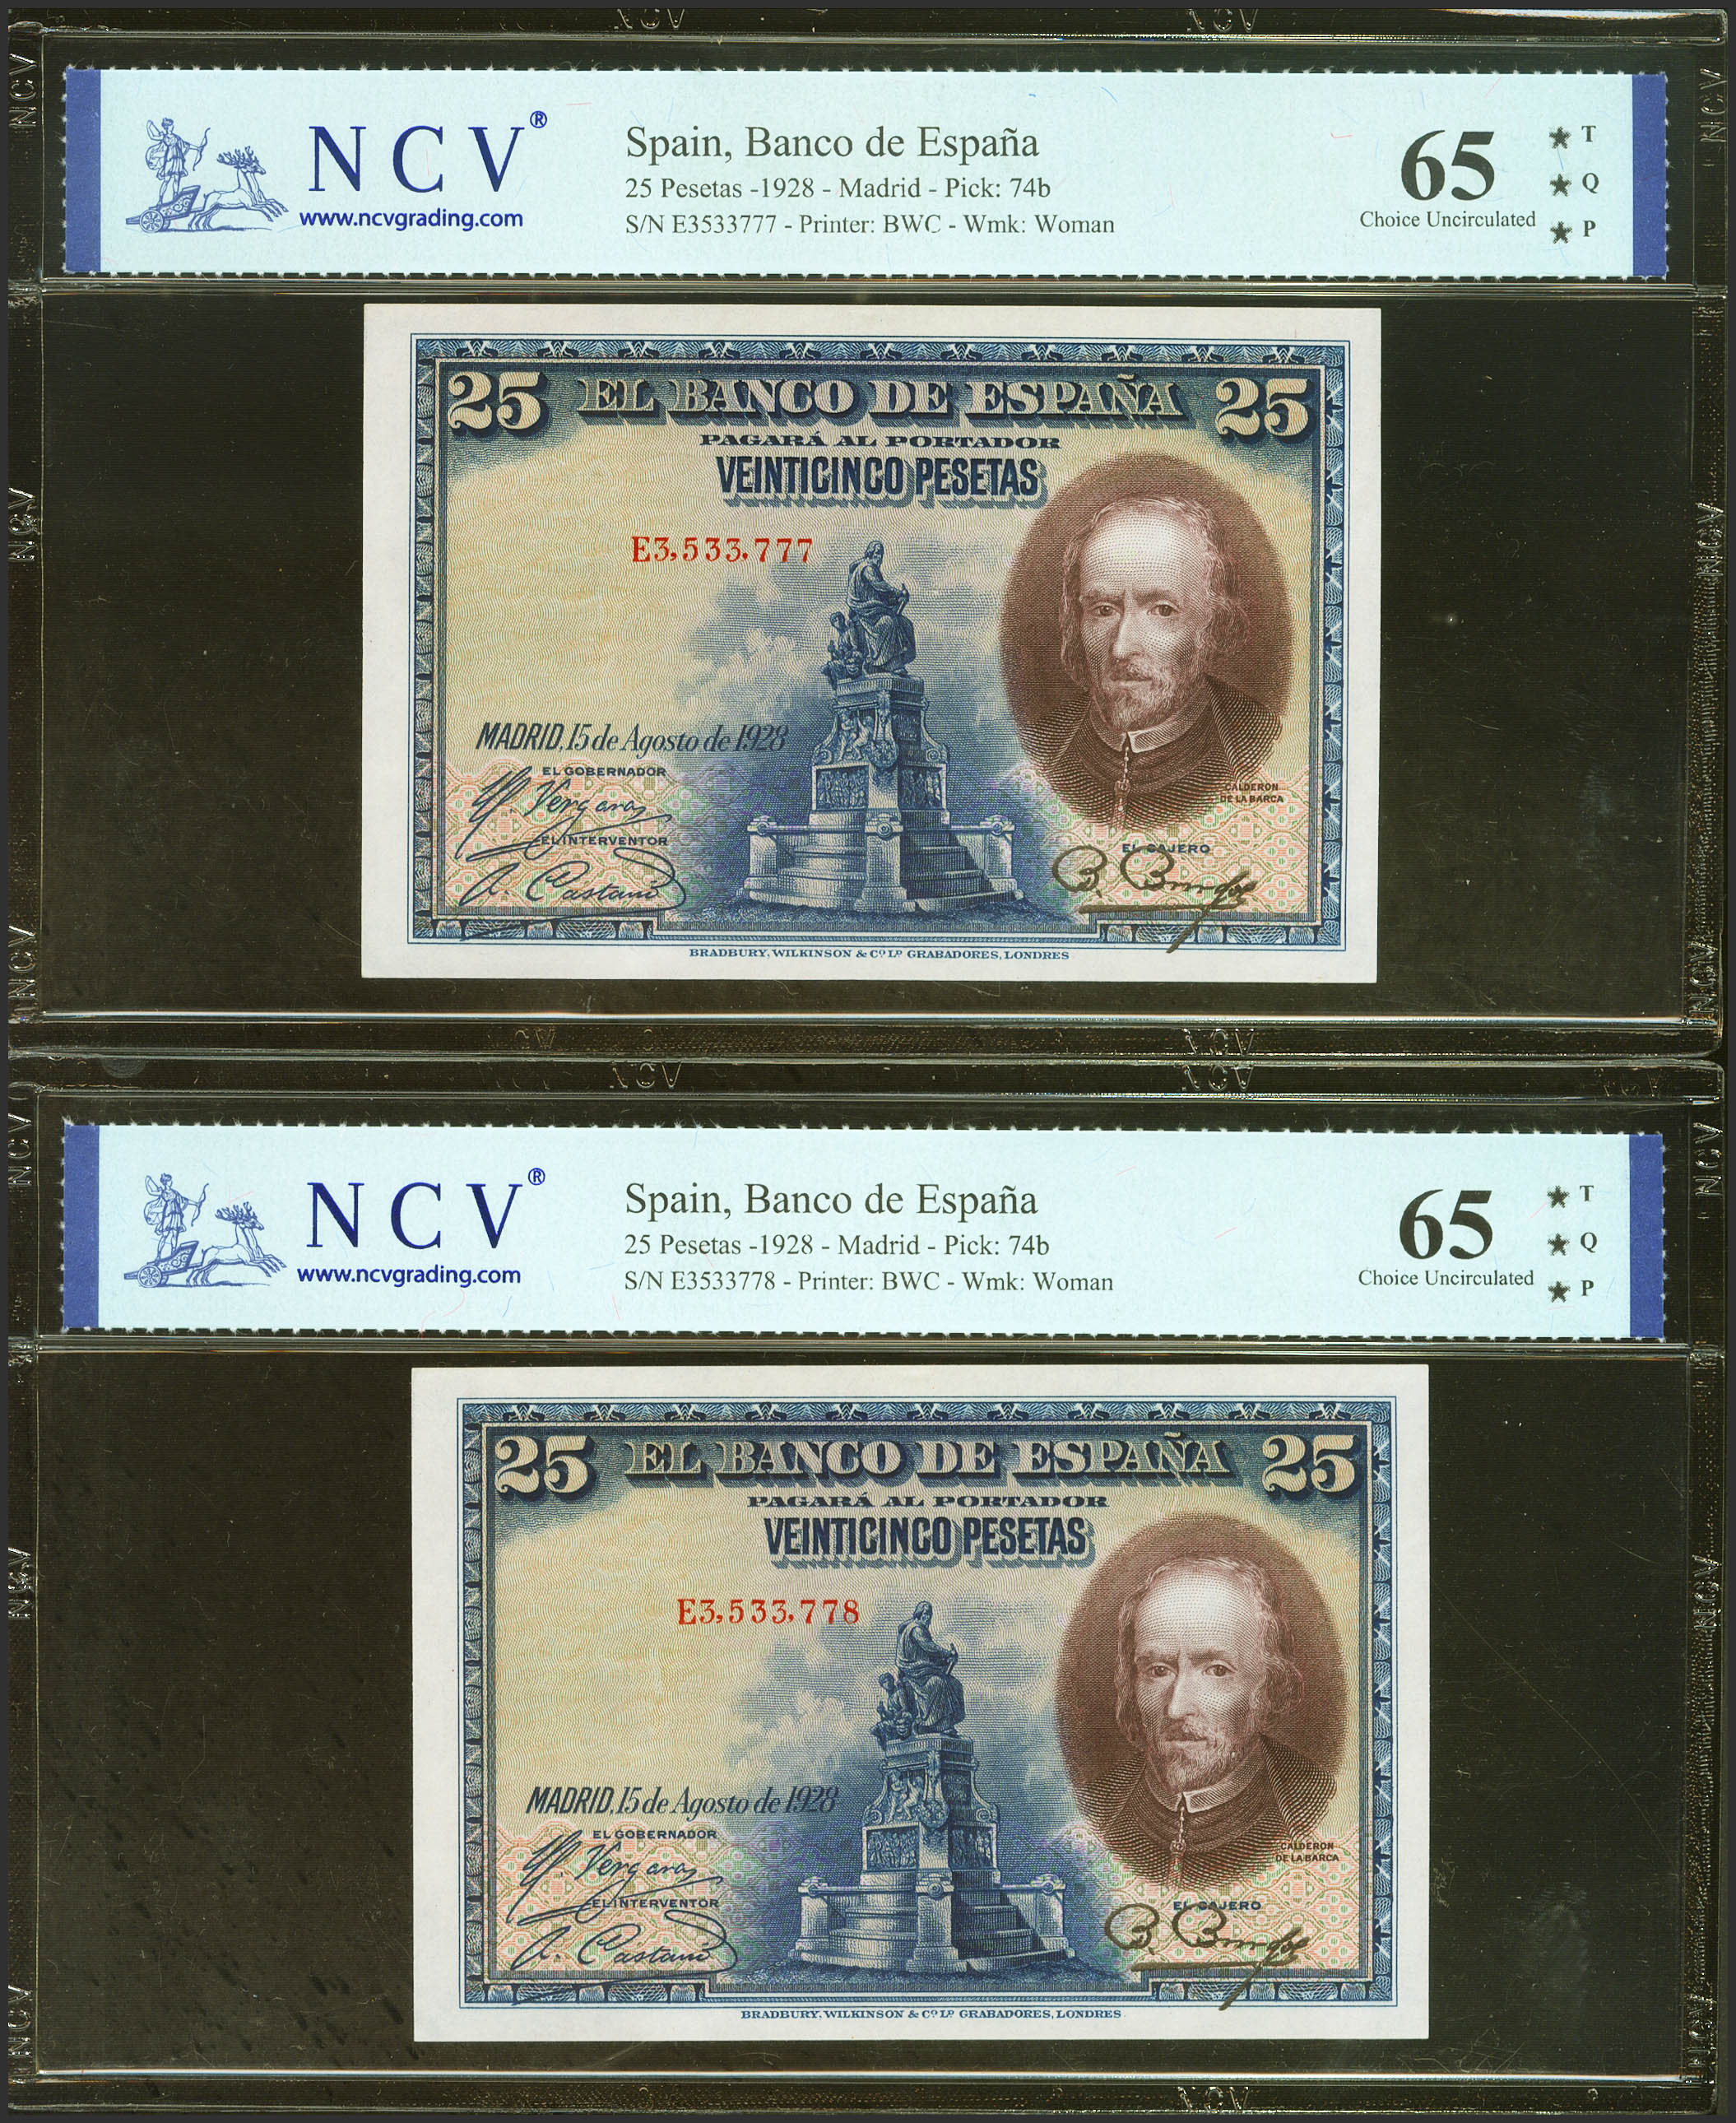 NCV®
www.ncvgrading.com
Spain, Banco de España
25 Pesetas -1928 - Madrid - Pick: 74b
S/N E3533777 - Printer: BWC - Wmk: Woman
65
Choice Uncirculated
★ T
★ Q
★ P
25 EL BANCO DE ESPAÑA 25
PAGARÁ AL PORTADOR
VEINTICINCO PESETAS
E3,533,777
MADRID, 15 de Agosto de 1928
EL GOBERNADOR
CALDERON
DE LA BARCA
EL INTERVENTOR
EL CAJERO
BRADBURY, WILKINSON & Cº Lº GRABADORES, LONDRES
NCV®
www.ncvgrading.com
Spain, Banco de España
25 Pesetas -1928 - Madrid - Pick: 74b
S/N E3533778 - Printer: BWC - Wmk: Woman
65
Choice Uncirculated
★ T
★ Q
★ P
25 EL BANCO DE ESPAÑA 25
PAGARÁ AL PORTADOR
VEINTICINCO PESETAS
E3,533,778
MADRID, 15 de Agosto de 1928
EL GOBERNADOR
CALDERON
DE LA BARCA
EL INTERVENTOR
EL CAJERO
BRADBURY, WILKINSON & Cº Lº GRABADORES, LONDRES